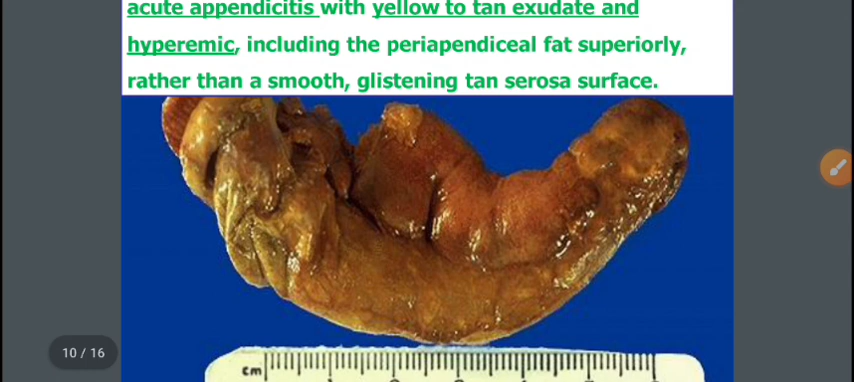 acute appendicitis with yellow to tan exudate and
hyperemic, including the periapendiceal fat superiorly,
rather than a smooth, glistening tan serosa surface.
10 / 16
cm